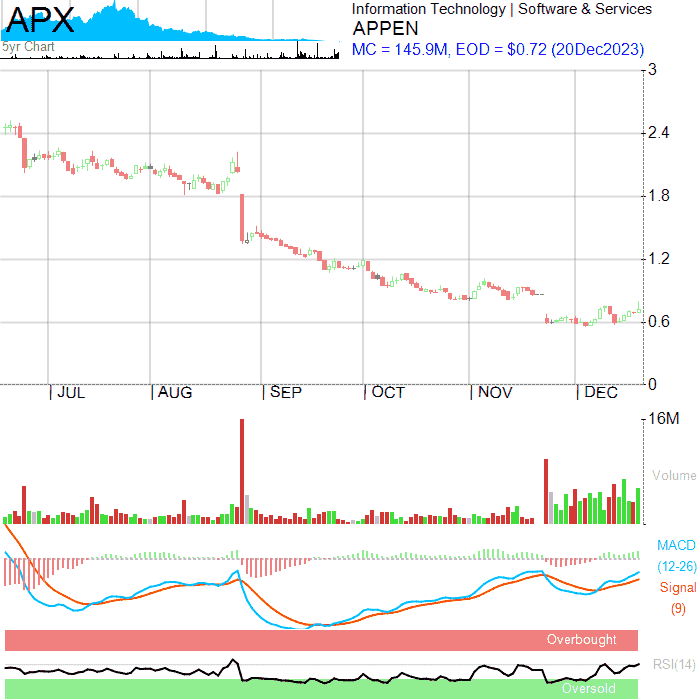 APX
5yr Chart
Information Technology | Software & Services
APPEN
MC = 145.9M, EOD = $0.72 (20Dec2023)
3
2.4
1.8
1.2
0.6
0
JUL
AUG
SEP
OCT
NOV
DEC
16M
Volume
MACD
(12-26)
Signal
(9)
Overbought
RSI(14)
Oversold